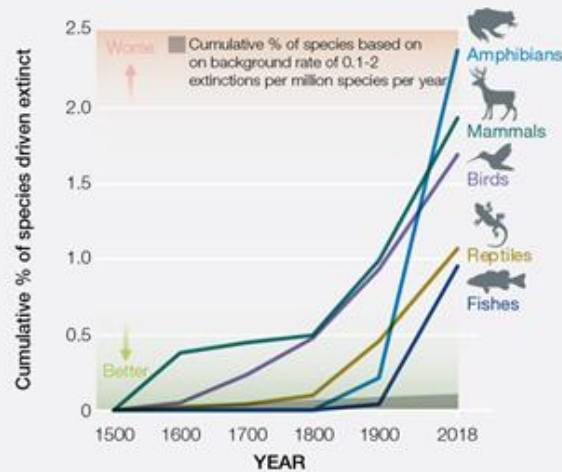 2.5
Worse
Cumulative % of species based on
on background rate of 0.1-2
extinctions per million species per year
Amphibians
2.0
Mammals
Birds
1.5
1.0
Reptiles
Fishes
0.5
Better
0
Cumulative % of species driven extinct
1500 1600 1700 1800 1900 2018
YEAR